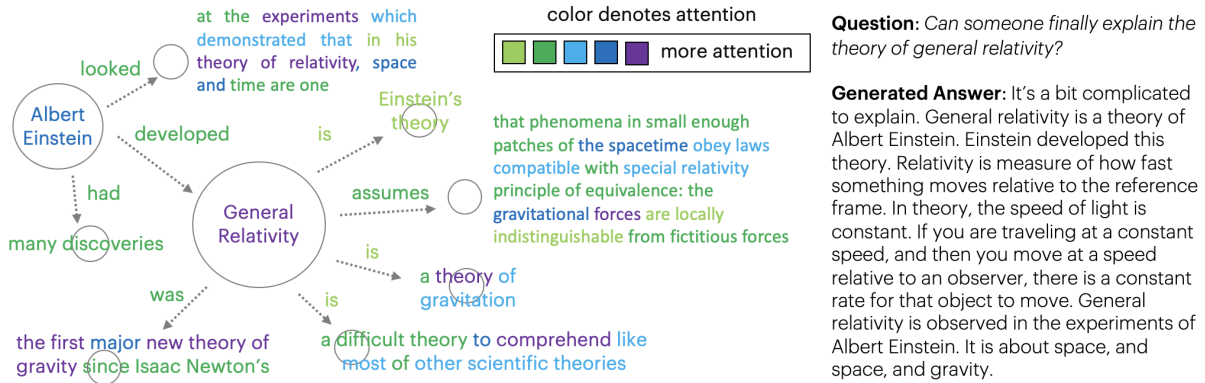 at the experiments which
demonstrated that in his
theory of relativity, space
and time are one
looked
Albert
Einstein
developed
had
many discoveries
General
Relativity
is
Einstein's
theory
assumes
that phenomena in small enough
patches of the spacetime obey laws
compatible with special relativity
principle of equivalence: the
gravitational forces are locally
indistinguishable from fictitious forces
is
a theory of
gravitation
was
the first major new theory of
gravity since Isaac Newton's
is
a difficult theory to comprehend like
most of other scientific theories
color denotes attention
more attention
Question: Can someone finally explain the
theory of general relativity?
Generated Answer: It's a bit complicated
to explain. General relativity is a theory of
Albert Einstein. Einstein developed this
theory. Relativity is measure of how fast
something moves relative to the reference
frame. In theory, the speed of light is
constant. If you are traveling at a constant
speed, and then you move at a speed
relative to an observer, there is a constant
rate for that object to move. General
relativity is observed in the experiments of
Albert Einstein. It is about space, and
space, and gravity.